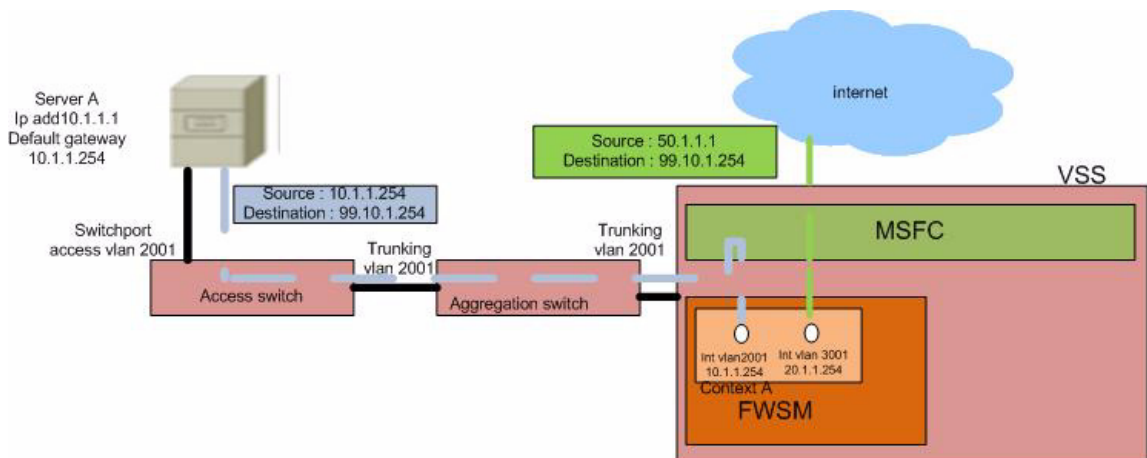 internet
Server A
Ip add10.1.1.1
Default gateway
10.1.1.254
Source : 50.1.1.1
Destination : 99.10.1.254
VSS
Source : 10.1.1.254
Destination : 99.10.1.254
MSFC
Switchport
access vlan 2001
Trunking
vlan 2001
Trunking
vlan 2001
Access switch
Aggregation switch
Int vlan2001
10.1.1.254
Int vlan 3001
20.1.1.254
Context A
FWSM